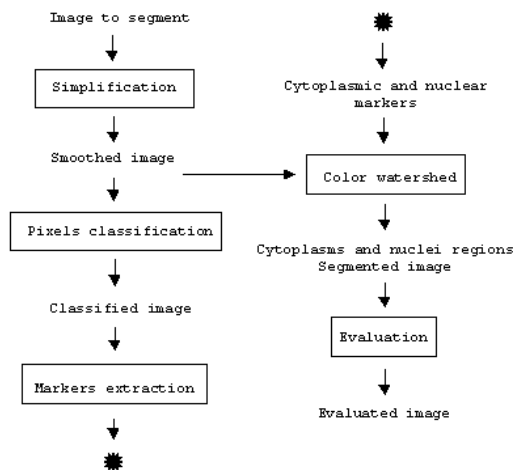 Image to segment
Simplification
Smoothed image
Pixels classification
Classified image
Markers extraction
Cytoplasmic and nuclear
markers
Color watershed
Cytoplasms and nuclei regions
Segmented image
Evaluation
Evaluated image